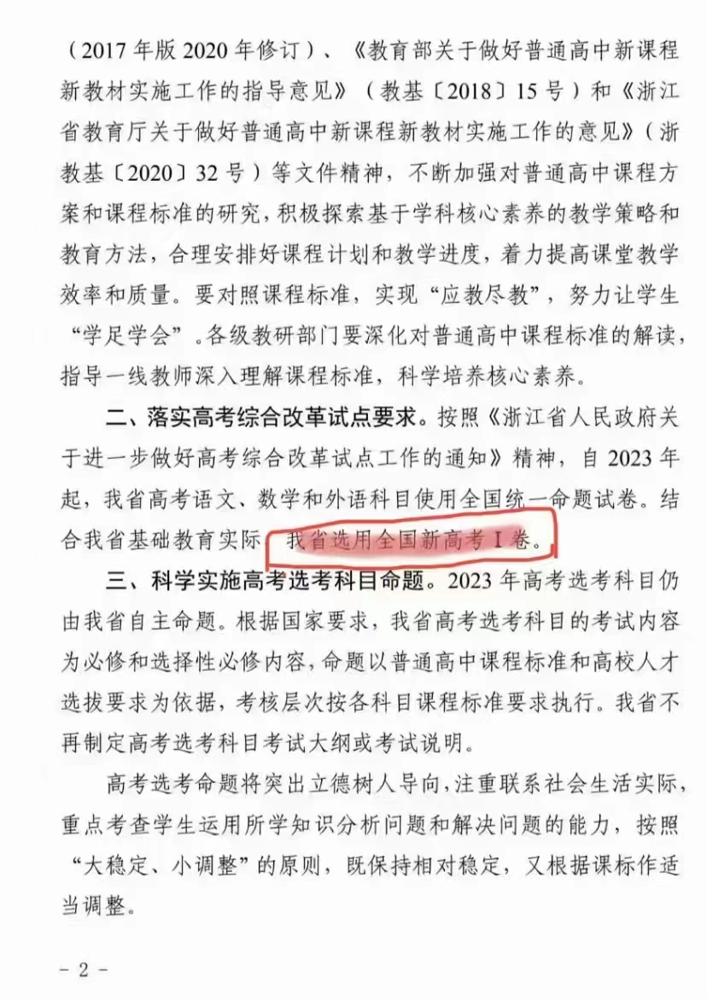 （2017 年版 2020 年修订）、《教育部关于做好普通高中新课程
新教材实施工作的指导意见》（教基〔2018〕15 号）和《浙江
省教育厅关于做好普通高中新课程新教材实施工作的意见》（浙
教基〔2020〕32 号）等文件精神，不断加强对普通高中课程方
案和课程标准的研究，积极探索基于学科核心素养的教学策略和
教育方法，合理安排好课程计划和教学进度，着力提高课堂教学
效率和质量。要对照课程标准，实现“应教尽教”，努力让学生
“学足学会”。各级教研部门要深化对普通高中课程标准的解读，
指导一线教师深入理解课程标准，科学培养核心素养。
二、落实高考综合改革试点要求。按照《浙江省人民政府关
于进一步做好高考综合改革试点工作的通知》精神，自 2023 年
起，我省高考语文、数学和外语科目使用全国统一命题试卷。结
合我省基础教育实际，我省选用全国新高考Ⅰ卷。
三、科学实施高考选考科目命题。2023 年高考选考科目仍
由我省自主命题。根据国家要求，我省高考选考科目的考试内容
为必修和选择性必修内容，命题以普通高中课程标准和高校人才
选拔要求为依据，考核层次按各科目课程标准要求执行。我省不
再制定高考选考科目考试大纲或考试说明。
高考选考命题将突出立德树人导向，注重联系社会生活实际，
重点考查学生运用所学知识分析问题和解决问题的能力，按照
“大稳定、小调整”的原则，既保持相对稳定，又根据课标作适
当调整。
- 2 -